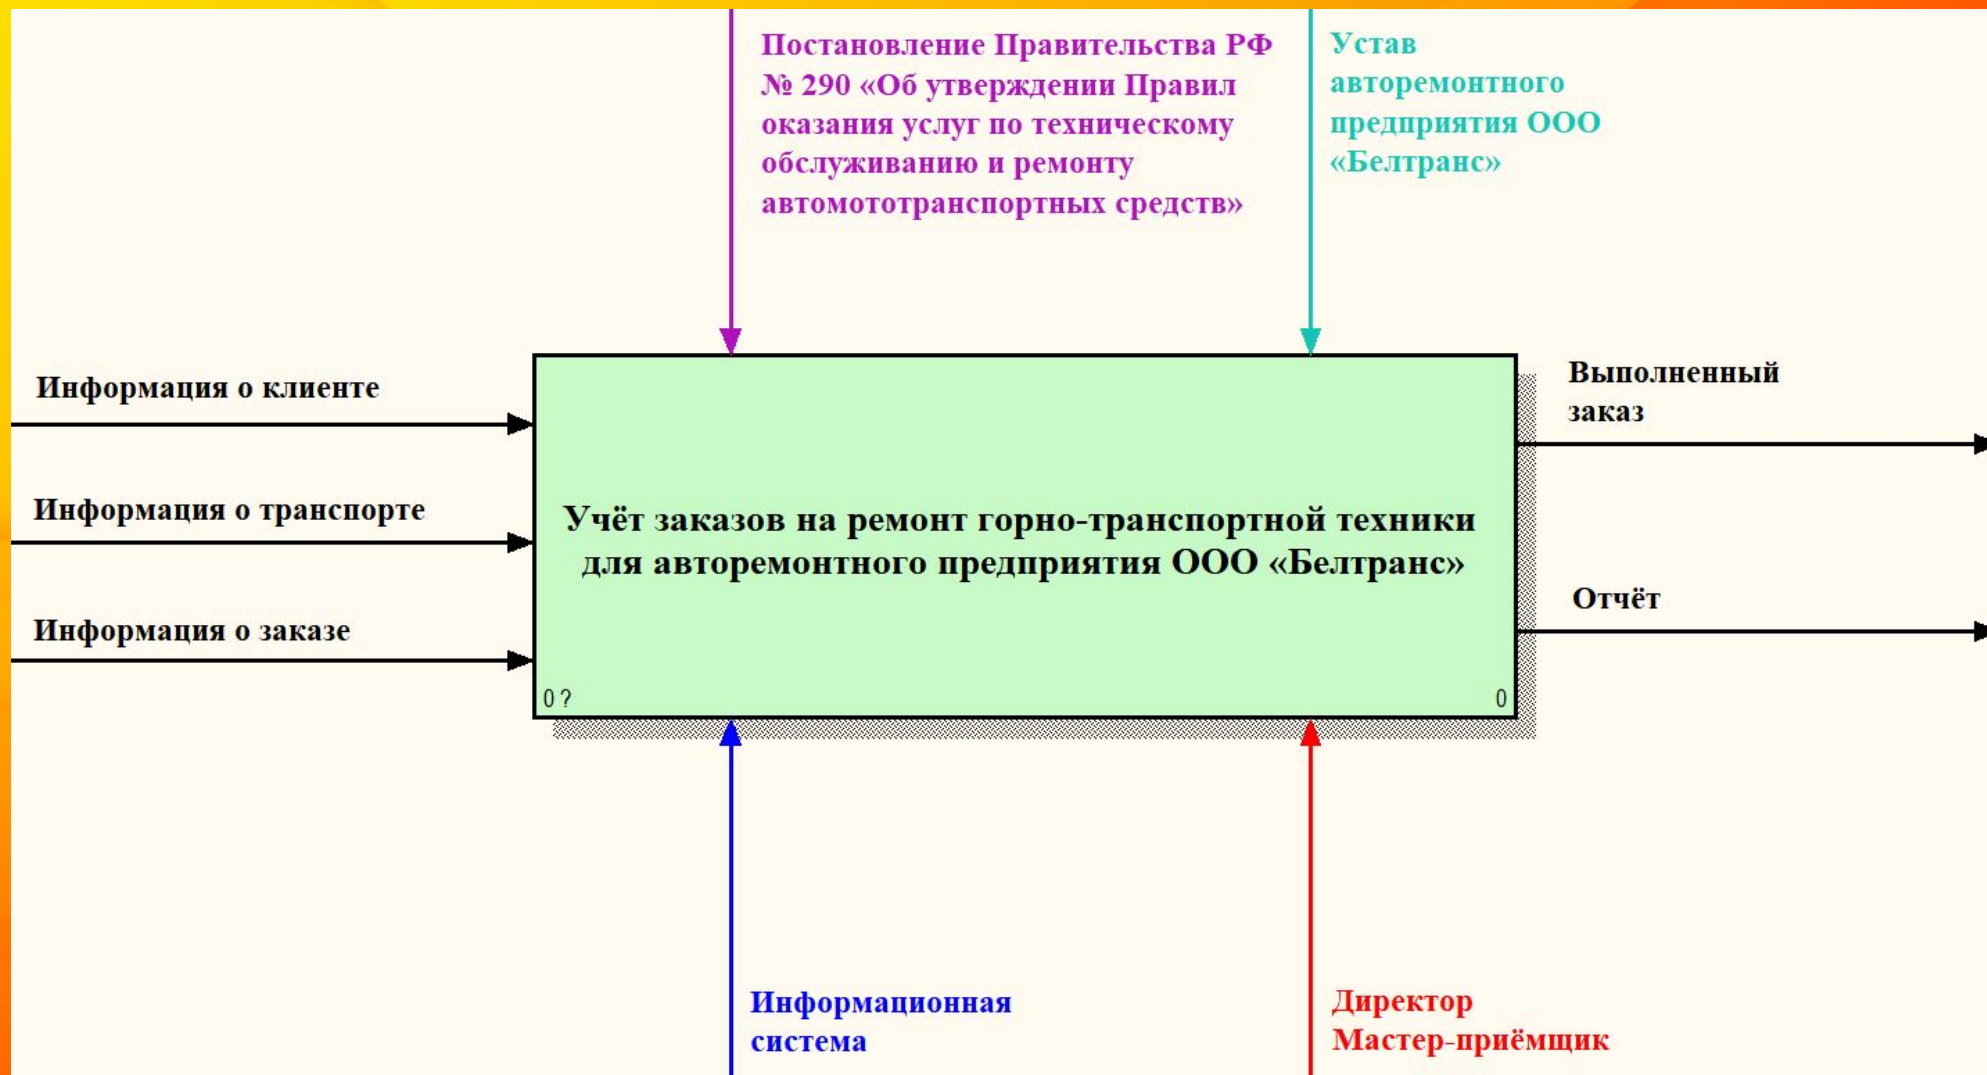 Постановление Правительства РФ
№ 290 «Об утверждении Правил
оказания услуг по техническому
обслуживанию и ремонту
автомототранспортных средств»
Устав
авторемонтного
предприятия ООО
«Белтранс»
Информация о клиенте
Информация о транспорте
Информация о заказе
Учёт заказов на ремонт горно-транспортной техники
для авторемонтного предприятия ООО «Белтранс»
0 ?
0
Выполненный
заказ
Отчёт
Информационная
система
Директор
Мастер-приёмщик